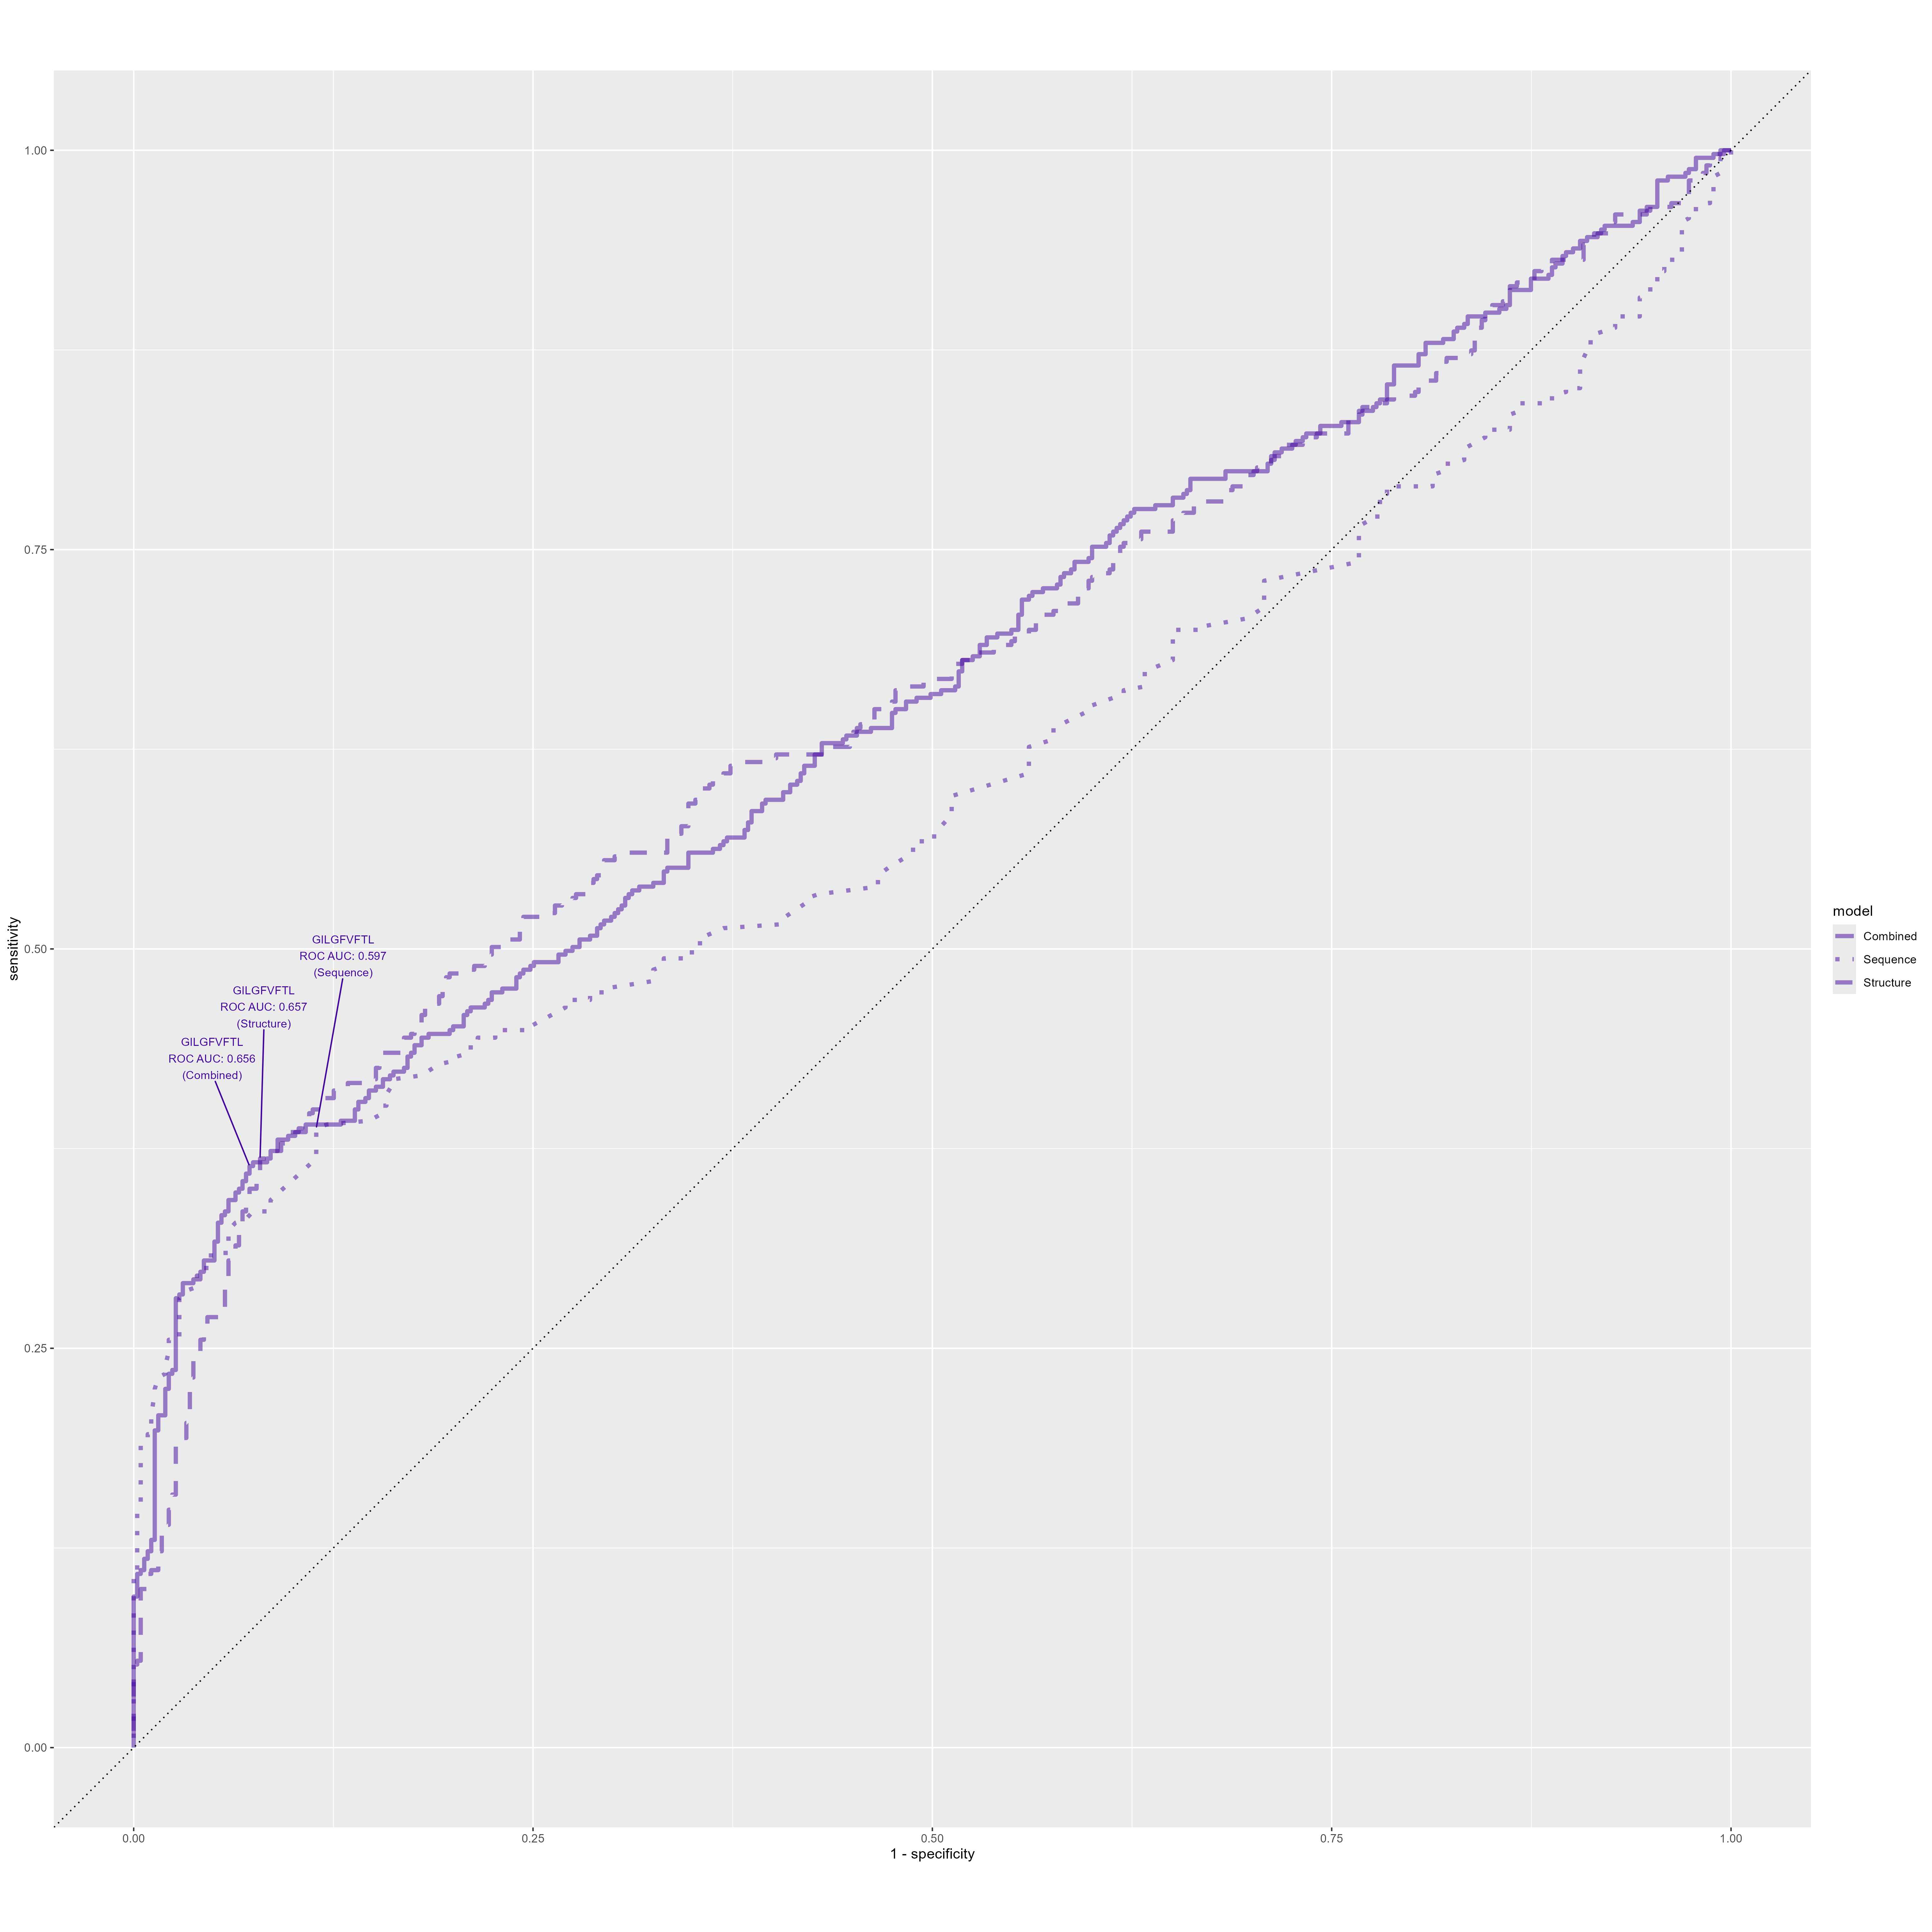 1.00
0.75
0.50
0.25
0.00
sensitivity
GILGFVFTL
ROC AUC: 0.597
(Sequence)
GILGFVFTL
ROC AUC: 0.657
(Structure)
GILGFVFTL
ROC AUC: 0.656
(Combined)
0.00
0.25
0.50
0.75
1.00
1 - specificity
model
Combined
Sequence
Structure